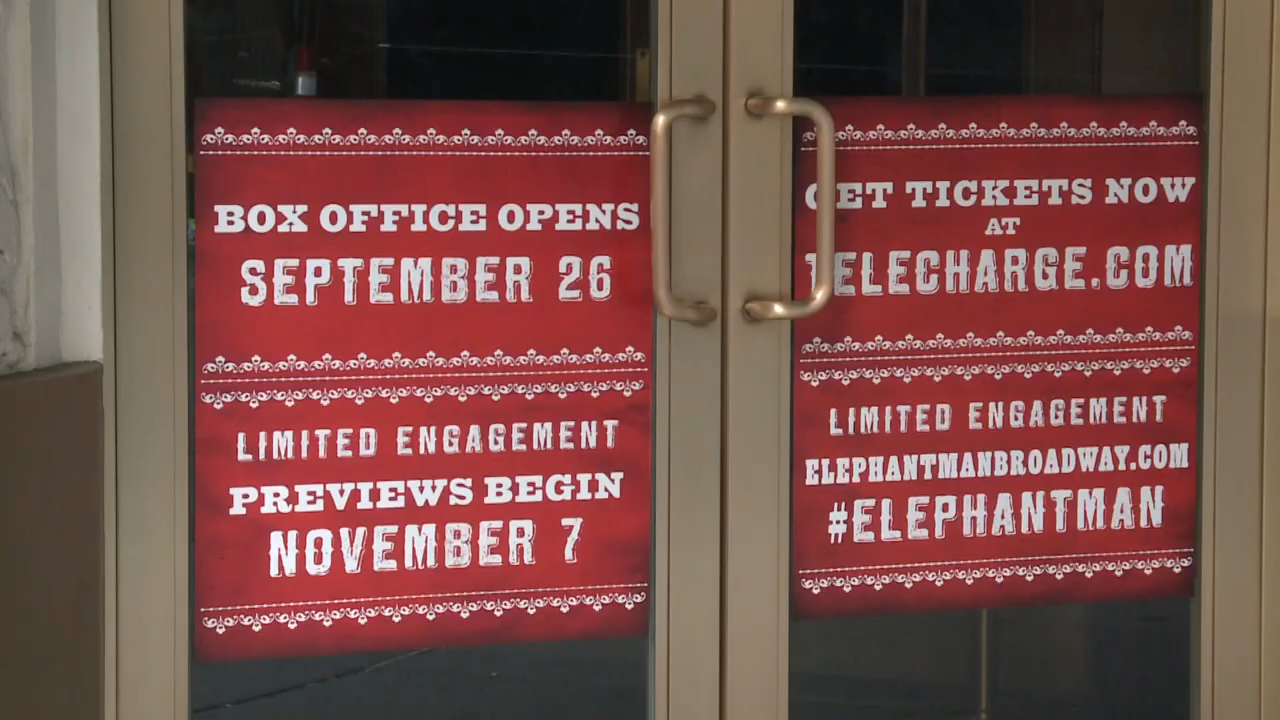 BOX OFFICE OPENS
SEPTEMBER 26
LIMITED ENGAGEMENT
PREVIEWS BEGIN
NOVEMBER 7
GET TICKETS NOW
AT
TELECHARGE.COM
LIMITED ENGAGEMENT
ELEPHANTMANBROADWAY.COM
#ELEPHANTMAN